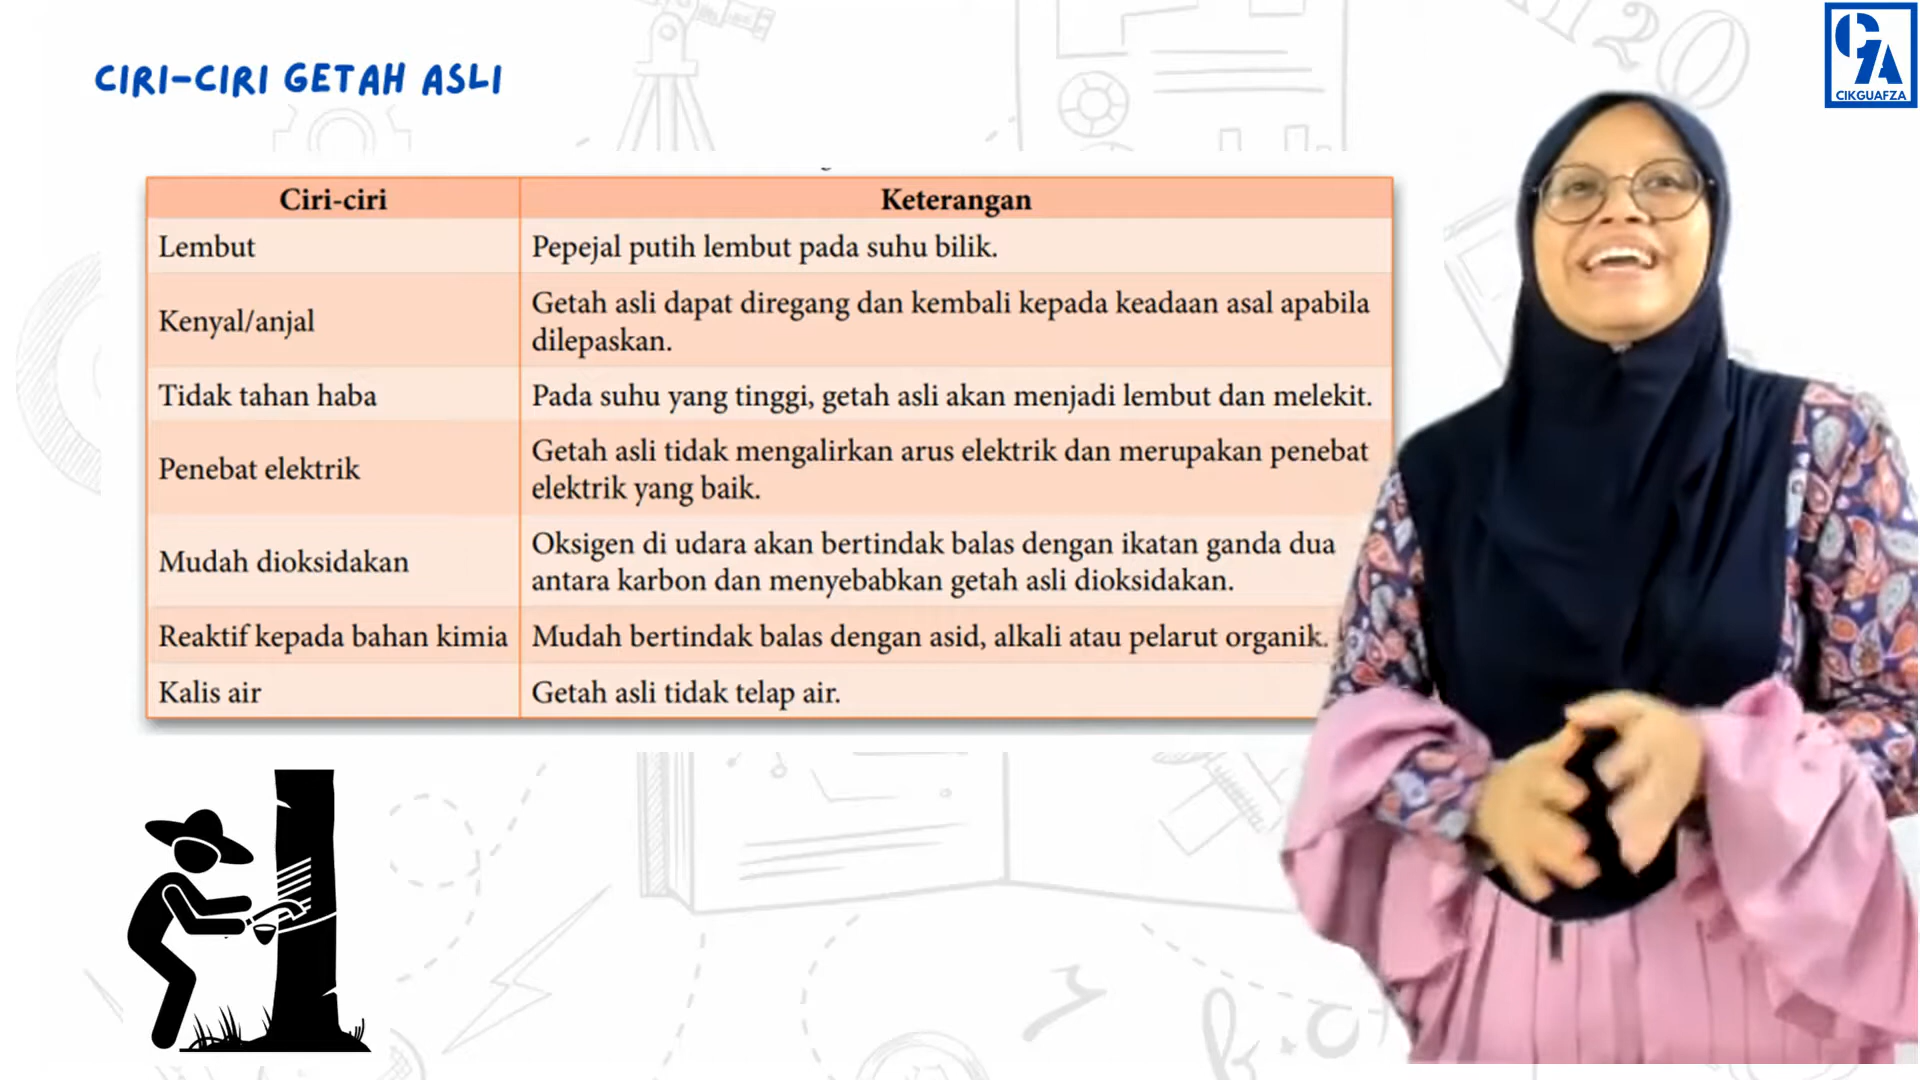 CIRI-CIRI GETAH ASLI
CA
CIKGUAFZA
Ciri-ciri
Keterangan
Lembut
Pepejal putih lembut pada suhu bilik.
Kenyal/anjal
Getah asli dapat diregang dan kembali kepada keadaan asal apabila
dilepaskan.
Tidak tahan haba
Pada suhu yang tinggi, getah asli akan menjadi lembut dan melekit.
Penebat elektrik
Getah asli tidak mengalirkan arus elektrik dan merupakan penebat
elektrik yang baik.
Mudah dioksidakan
Oksigen di udara akan bertindak balas dengan ikatan ganda dua
antara karbon dan menyebabkan getah asli dioksidakan.
Reaktif kepada bahan kimia
Mudah bertindak balas dengan asid, alkali atau pelarut organik.
Kalis air
Getah asli tidak telap air.